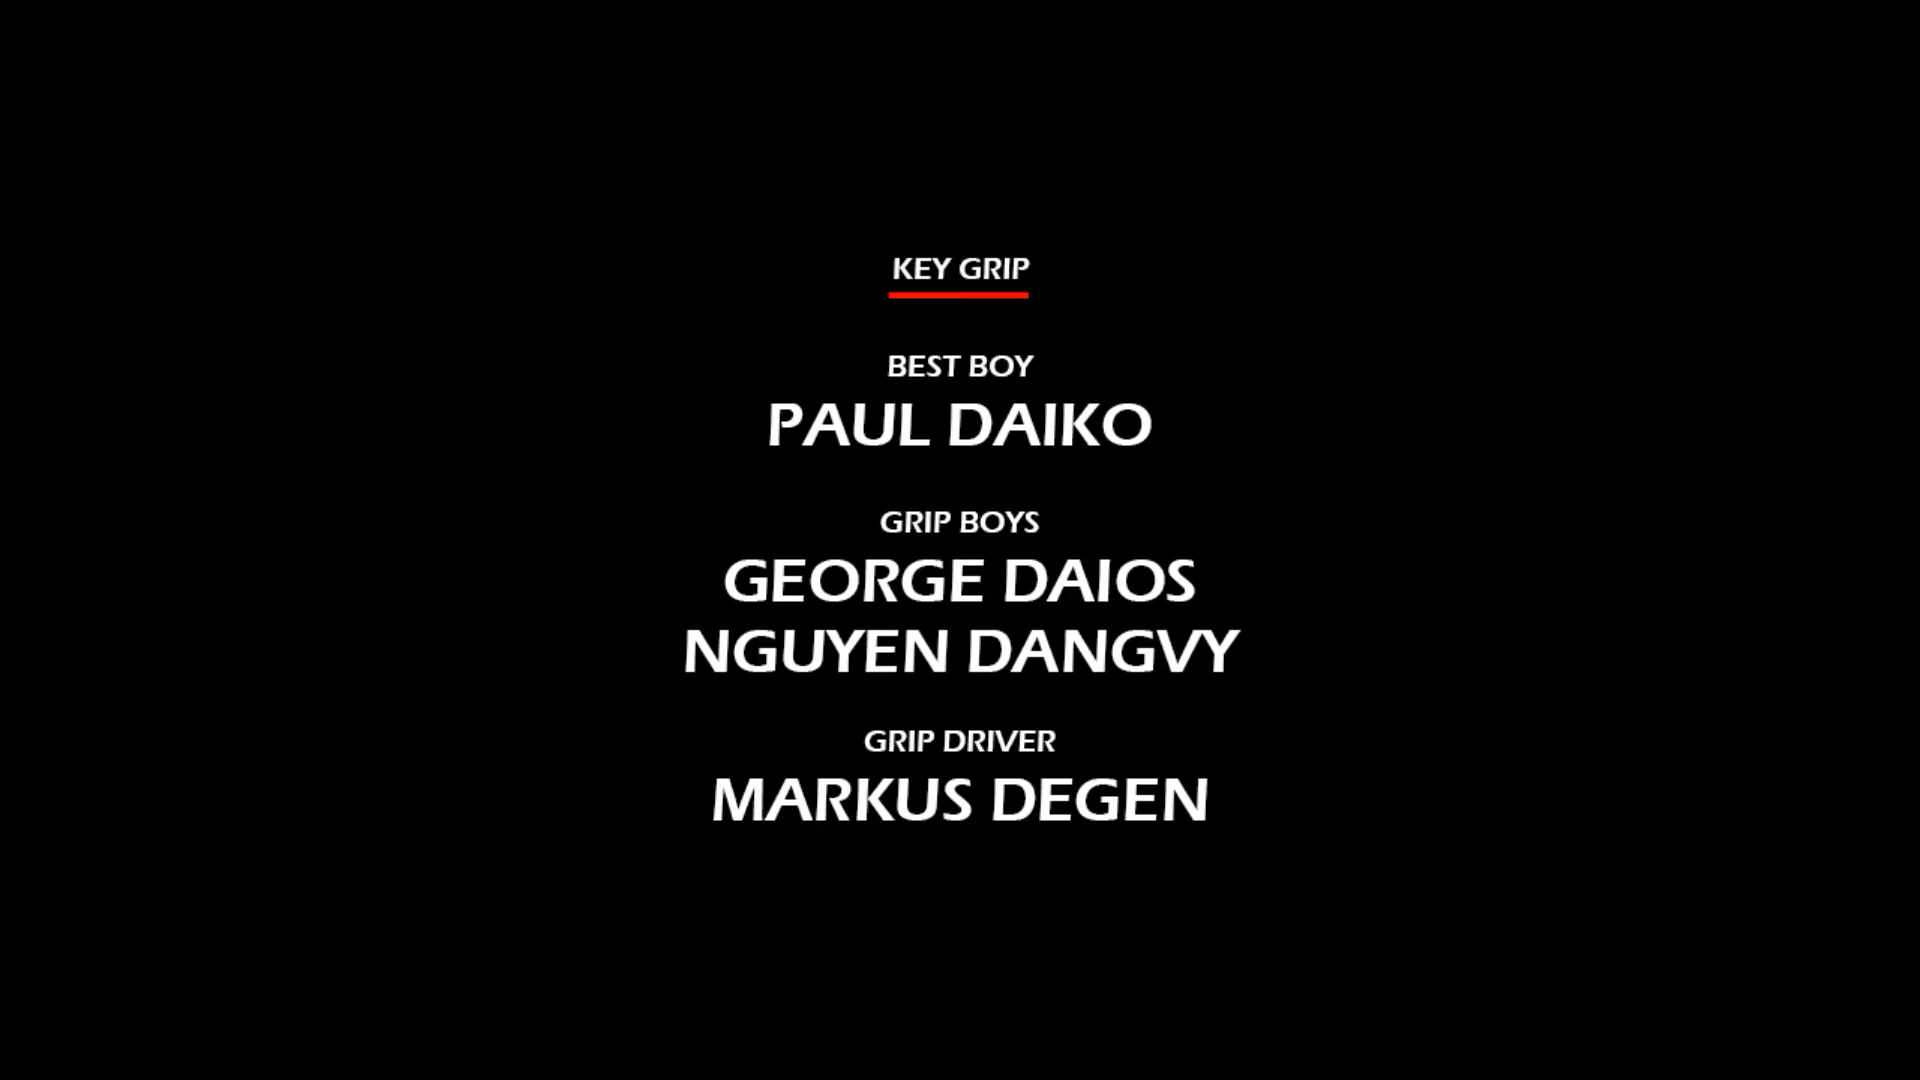 KEY GRIP
BEST BOY
PAUL DAIKO
GRIP BOYS
GEORGE DAIOS
NGUYEN DANGVY
GRIP DRIVER
MARKUS DEGEN